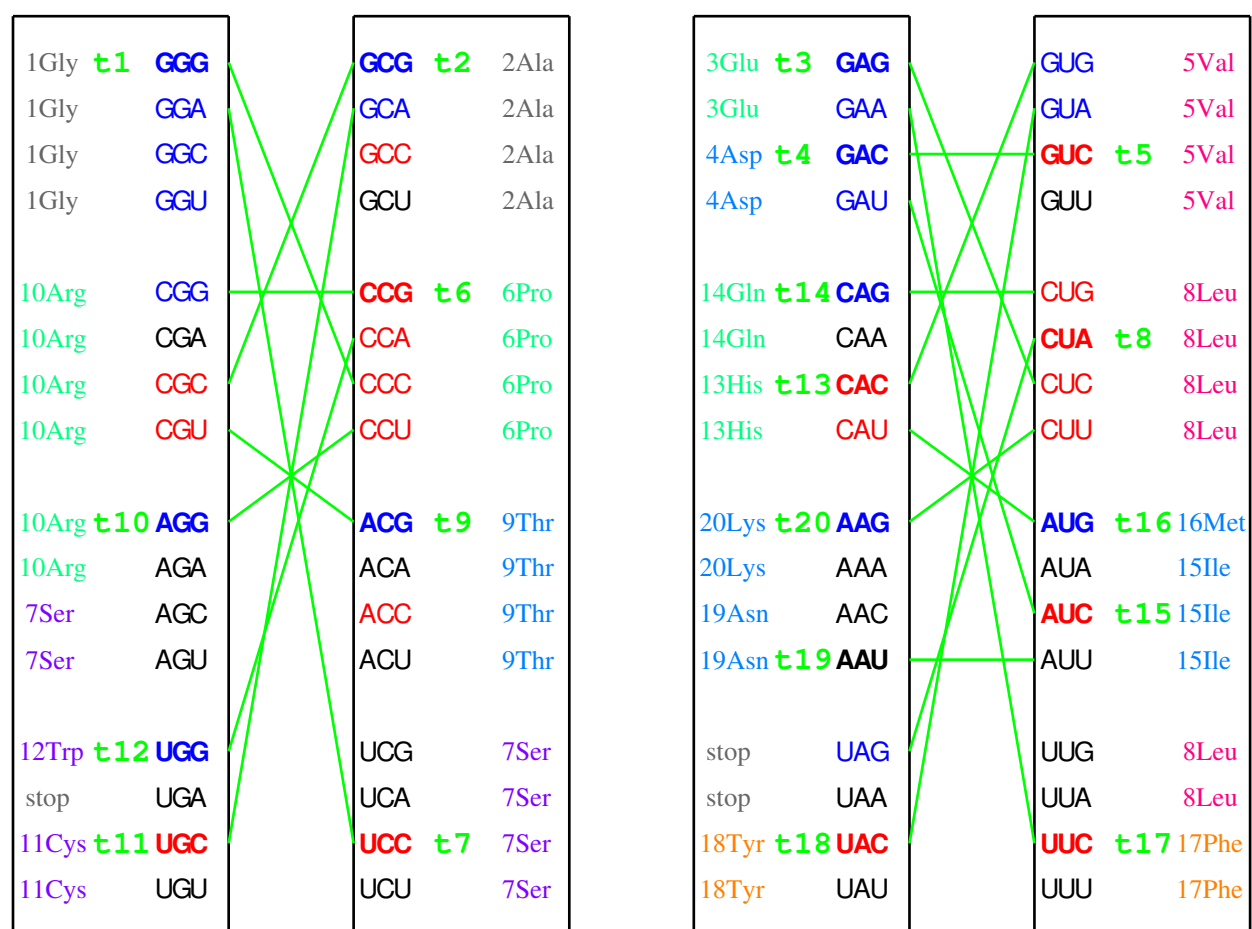 1Gly t1 GGG GCG t2 2Ala 3Glu t3 GAG GUG 5Val
1Gly GGA GCA 2Ala 3Glu GAA GUA 5Val
1Gly GGC GCC 2Ala 4Asp t4 GAC GUC t5 5Val
1Gly GGU GCU 2Ala 4Asp GAU GUU 5Val
10Arg CGG CCG t6 6Pro 14Gln t14 CAG CUG 8Leu
10Arg CGA CCA 6Pro 14Gln CAA CUA t8 8Leu
10Arg CGC CCC 6Pro 13His t13 CAC CUC 8Leu
10Arg CGU CCU 6Pro 13His CAU CUU 8Leu
10Arg t10 AGG ACG t9 9Thr 20Lys t20 AAG AUG t16 16Met
10Arg AGA ACA 9Thr 20Lys AAA AUA 15Ile
7Ser AGC ACC 9Thr 19Asn AAC AUC t15 15Ile
7Ser AGU ACU 9Thr 19Asn t19 AAU AUU 15Ile
12Trp t12 UGG UCG 7Ser stop UAG UUG 8Leu
stop UGA UCA 7Ser stop UAA UUA 8Leu
11Cys t11 UGC UCC t7 7Ser 18Tyr t18 UAC UUC t17 17Phe
11Cys UGU UCU 7Ser 18Tyr UAU UUU 17Phe